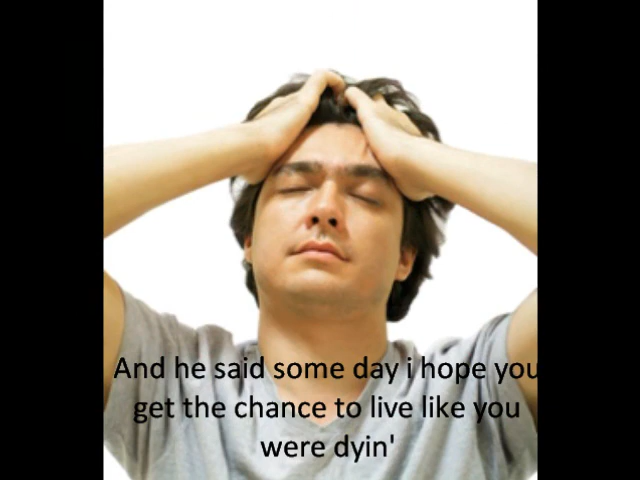 And he said some day i hope you
get the chance to live like you
were dyin'